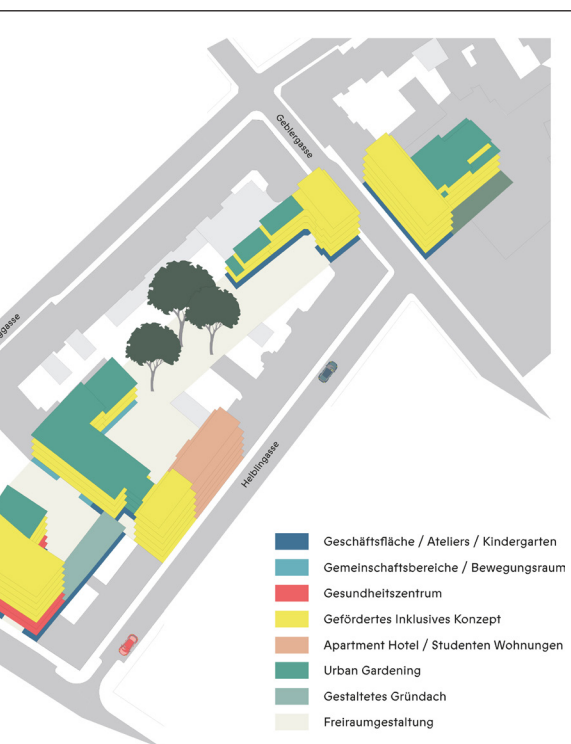 Geblergasse
ggasse
Helblinggasse
Geschäftsfläche / Ateliers / Kindergarten
Gemeinschaftsbereiche / Bewegungsraum
Gesundheitszentrum
Gefördertes Inklusives Konzept
Apartment Hotel / Studenten Wohnungen
Urban Gardening
Gestaltetes Gründach
Freiraumgestaltung